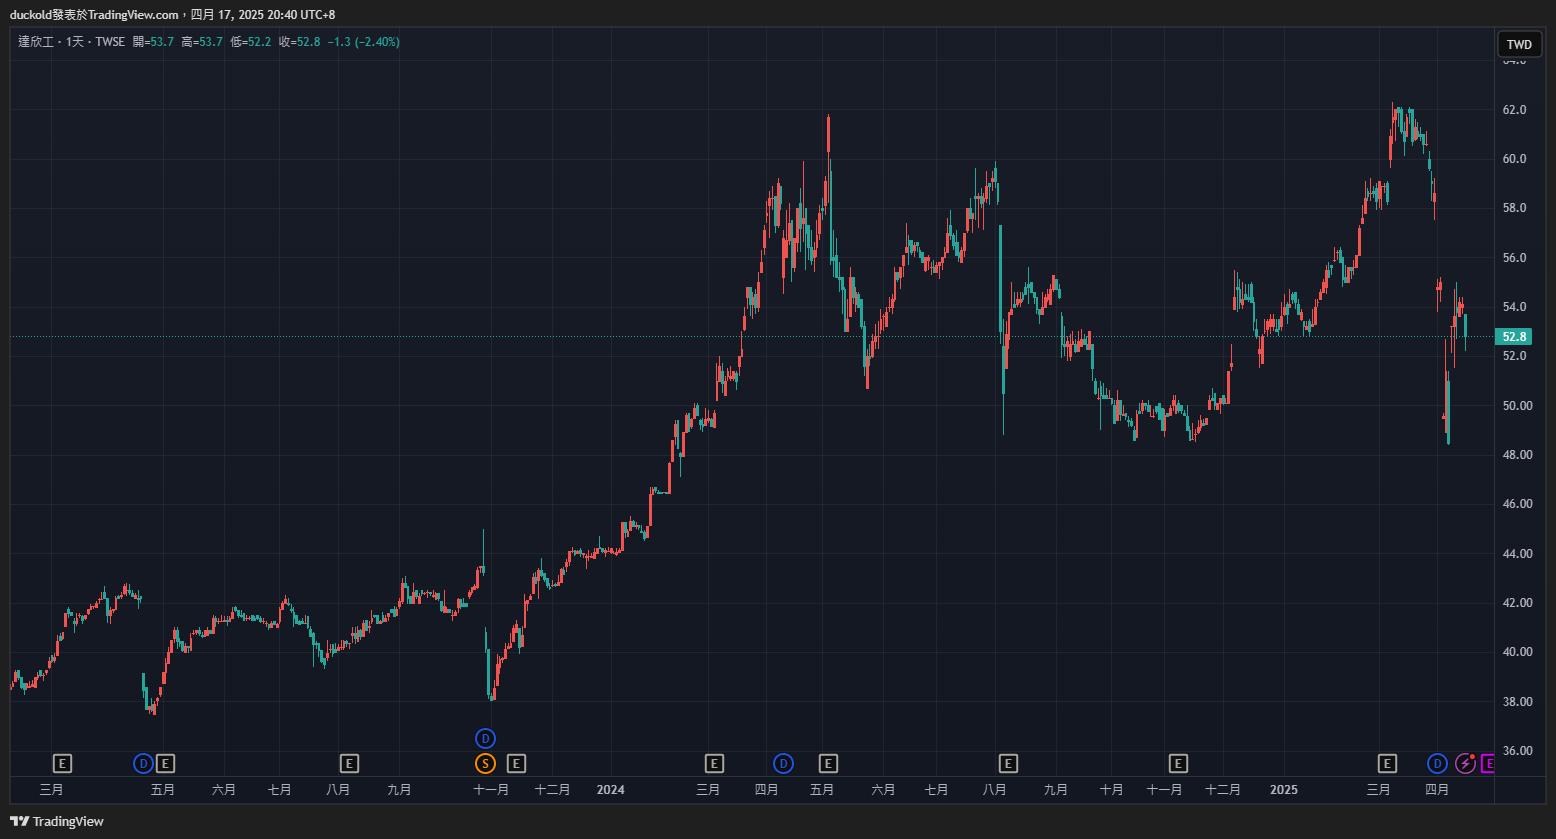 duckold發表於TradingView.com，四月 17, 2025 20:40 UTC+8
達欣工・1天・TWSE 開=53.7 高=53.7 低=52.2 收=52.8 −1.3 (−2.40%)
TWD
64.0
62.0
60.0
58.0
56.0
54.0
52.8
52.0
50.00
48.00
46.00
44.00
42.00
40.00
38.00
36.00
D
E D E E S E E D E E E E D E
三月 五月 六月 七月 八月 九月 十一月 十二月 2024 三月 四月 五月 六月 七月 八月 九月 十月 十一月 十二月 2025 三月 四月
TradingView